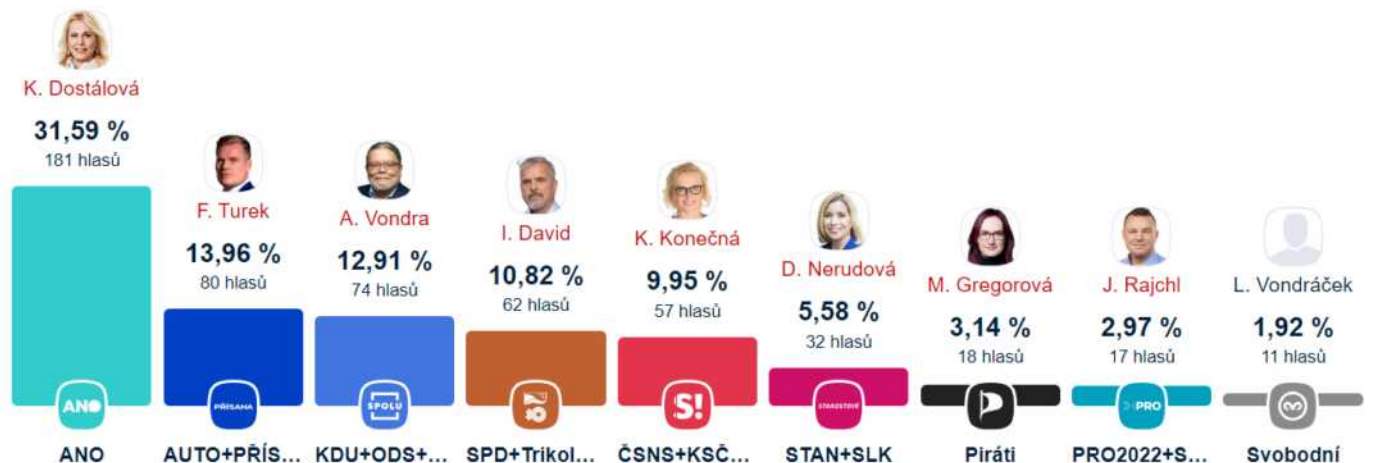 K. Dostálová
31,59 %
181 hlasů
ANO
ANO
F. Turek
13,96 %
80 hlasů
PŘÍSAHA
AUTO+PŘÍS...
A. Vondra
12,91 %
74 hlasů
SPOLU
KDU+ODS+...
I. David
10,82 %
62 hlasů
SPD+Trikol...
K. Konečná
9,95 %
57 hlasů
S!
ČSNS+KSČ...
D. Nerudová
5,58 %
32 hlasů
STAROSTOVÉ
STAN+SLK
M. Gregorová
3,14 %
18 hlasů
Piráti
J. Rajchl
2,97 %
17 hlasů
PRO
PRO2022+S...
L. Vondráček
1,92 %
11 hlasů
Svobodní